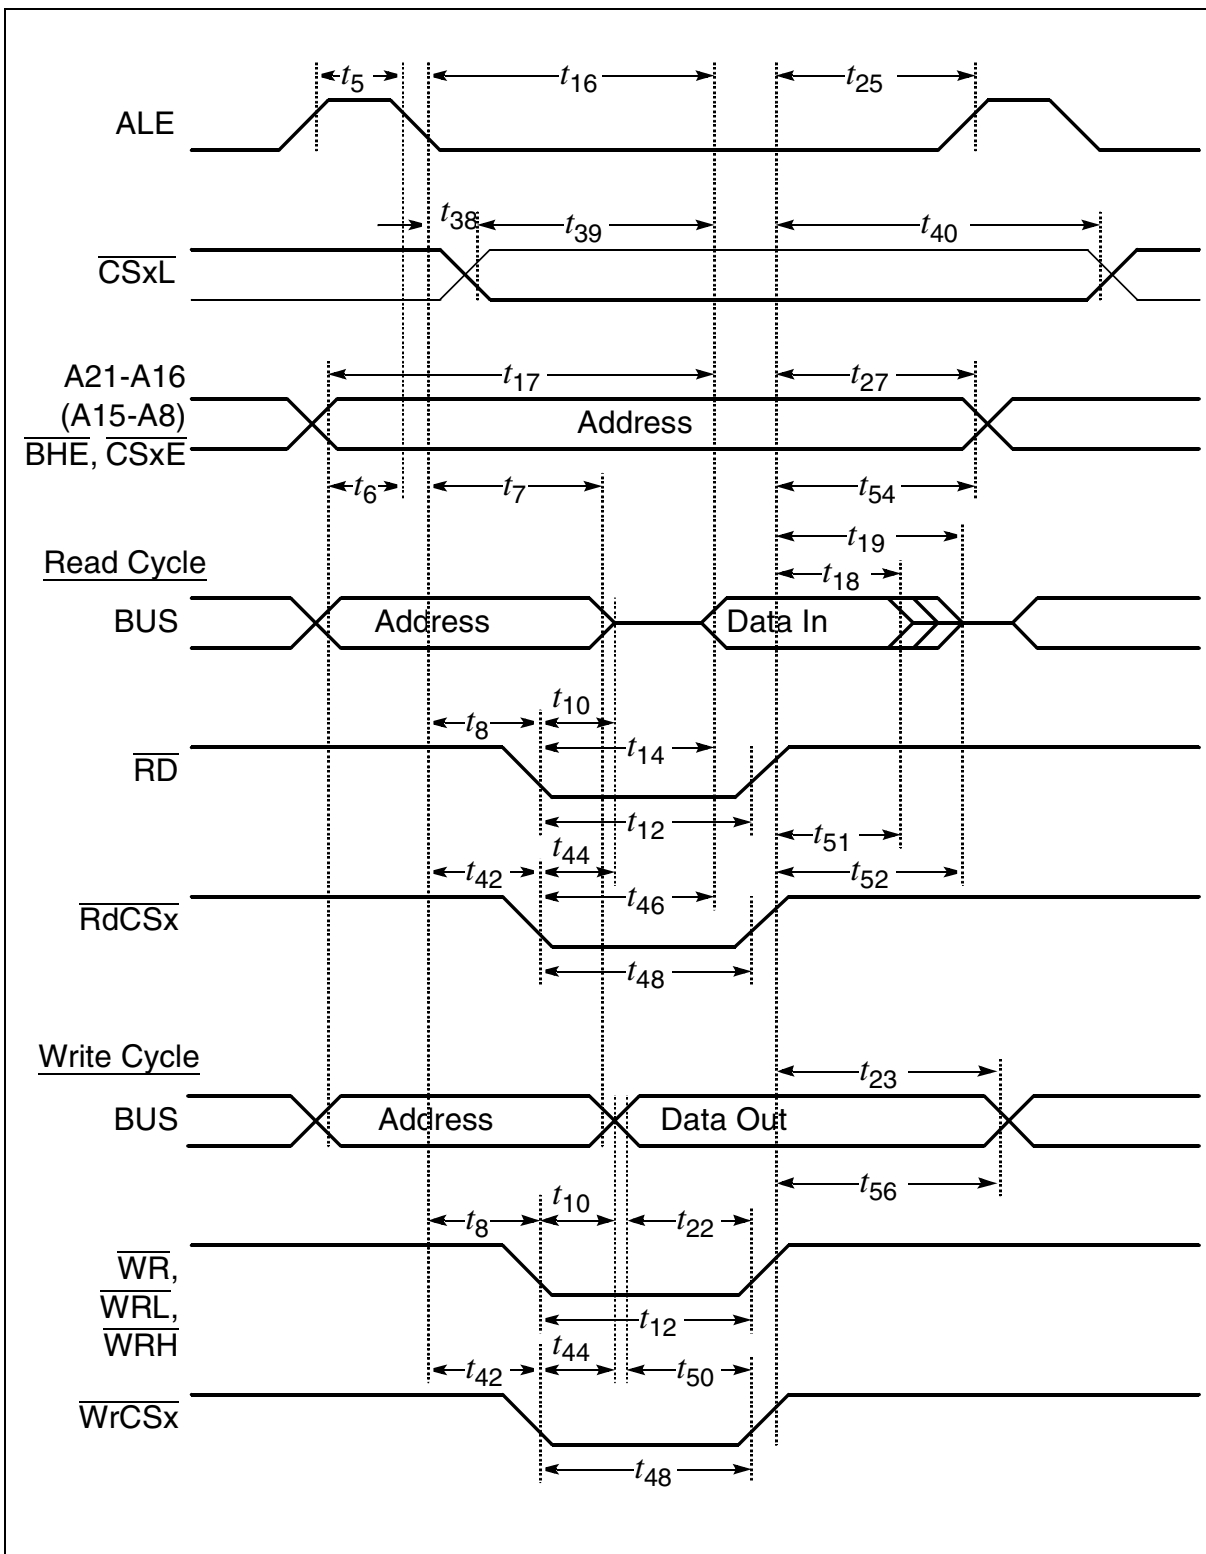 t5 t16 t25
ALE
t38 t39 t40
CSxL
A21-A16
(A15-A8)
BHE, CSxE
t17 t27
Address
t6 t7 t54
t19
Read Cycle
t18
BUS Address Data In
t10
t8
t14
RD
t12 t51
t44
t42 t52
t46
RdCSx
t48
Write Cycle
t23
BUS Address Data Out
t56
t10
t8 t22
WR,
WRL,
WRH
t12
t44
t42 t50
WrCSx
t48